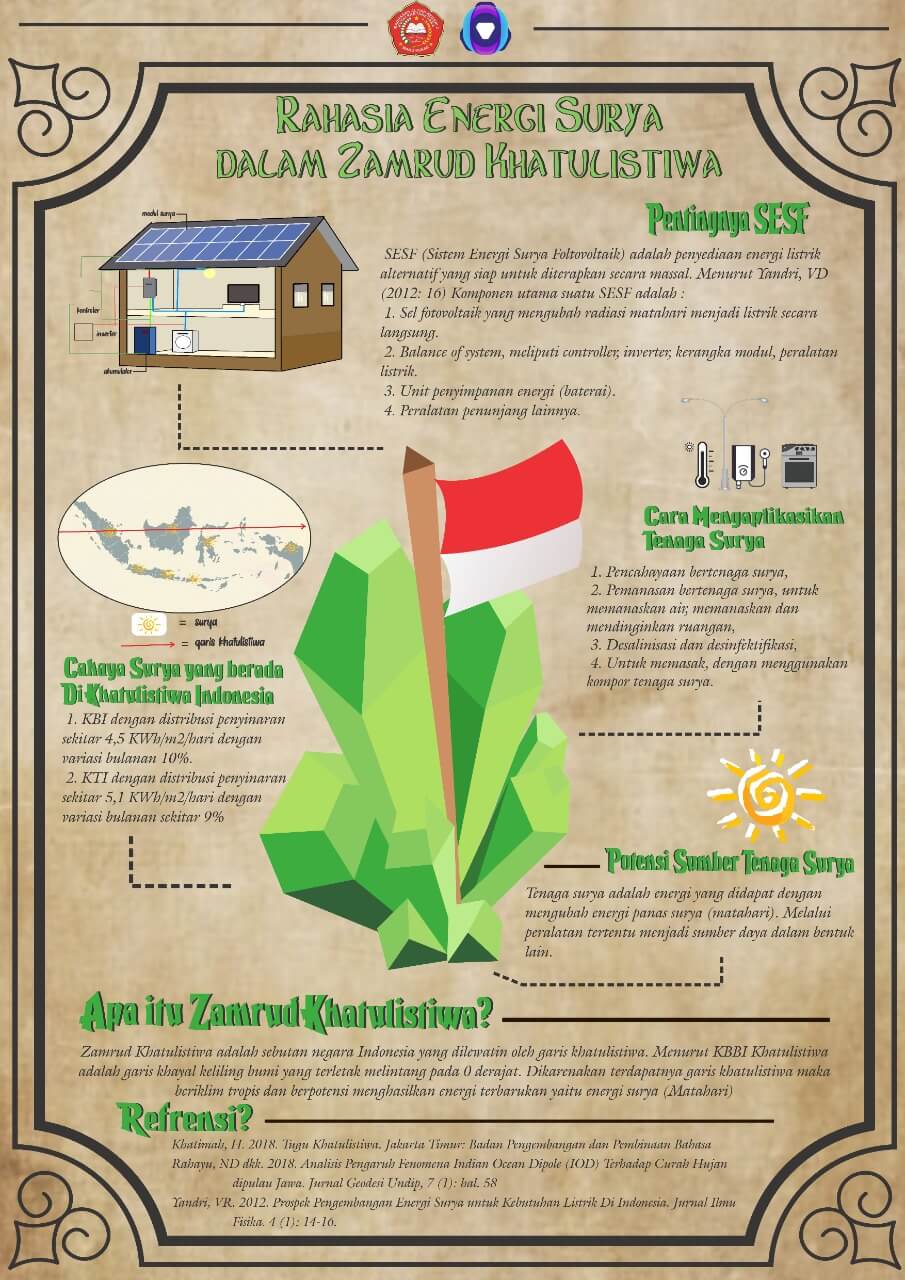 RAHASIA ENERGI SURYA
DALAM ZAMRUD KHATULISTIWA
modul surya
kontroler
inverter
akumulator
Pentingnya SESF
SESF (Sistem Energi Surya Foltovoltaik) adalah penyediaan energi listrik
alternatif yang siap untuk diterapkan secara massal. Menurut Yandri, VD
(2012: 16) Komponen utama suatu SESF adalah :
1. Sel fotovoltaik yang mengubah radiasi matahari menjadi listrik secara
langsung.
2. Balance of system, meliputi controller, inverter, kerangka modul, peralatan
listrik.
3. Unit penyimpanan energi (baterai).
4. Peralatan penunjang lainnya.
Cara Mengaplikasikan
Tenaga Surya
1. Pencahayaan bertenaga surya,
2. Pemanasan bertenaga surya, untuk
memanaskan air, memanaskan dan
mendinginkan ruangan,
3. Desalinisasi dan desinfektifikasi,
4. Untuk memasak, dengan menggunakan
kompor tenaga surya.
= surya
= garis khatulistiwa
Cahaya Surya yang berada
Di Khatulistiwa Indonesia
1. KBI dengan distribusi penyinaran
sekitar 4,5 KWh/m2/hari dengan
variasi bulanan 10%.
2. KTI dengan distribusi penyinaran
sekitar 5,1 KWh/m2/hari dengan
variasi bulanan sekitar 9%
Potensi Sumber Tenaga Surya
Tenaga surya adalah energi yang didapat dengan
mengubah energi panas surya (matahari). Melalui
peralatan tertentu menjadi sumber daya dalam bentuk
lain.
Apa itu Zamrud Khatulistiwa?
Zamrud Khatulistiwa adalah sebutan negara Indonesia yang dilewatin oleh garis khatulistiwa. Menurut KBBI Khatulistiwa
adalah garis khayal keliling bumi yang terletak melintang pada 0 derajat. Dikarenakan terdapatnya garis khatulistiwa maka
beriklim tropis dan berpotensi menghasilkan energi terbarukan yaitu energi surya (Matahari)
Refrensi?
Khatimah, H. 2018. Tugu Khatulistiwa. Jakarta Timur: Badan Pengembangan dan Pembinaan Bahasa
Rahayu, ND dkk. 2018. Analisis Pengaruh Fenomena Indian Ocean Dipole (IOD) Terhadap Curah Hujan
dipulau Jawa. Jurnal Geodesi Undip, 7 (1): hal. 58
Yandri, VR. 2012. Prospek Pengembangan Energi Surya untuk Kebutuhan Listrik Di Indonesia. Jurnal Ilmu
Fisika. 4 (1): 14-16.